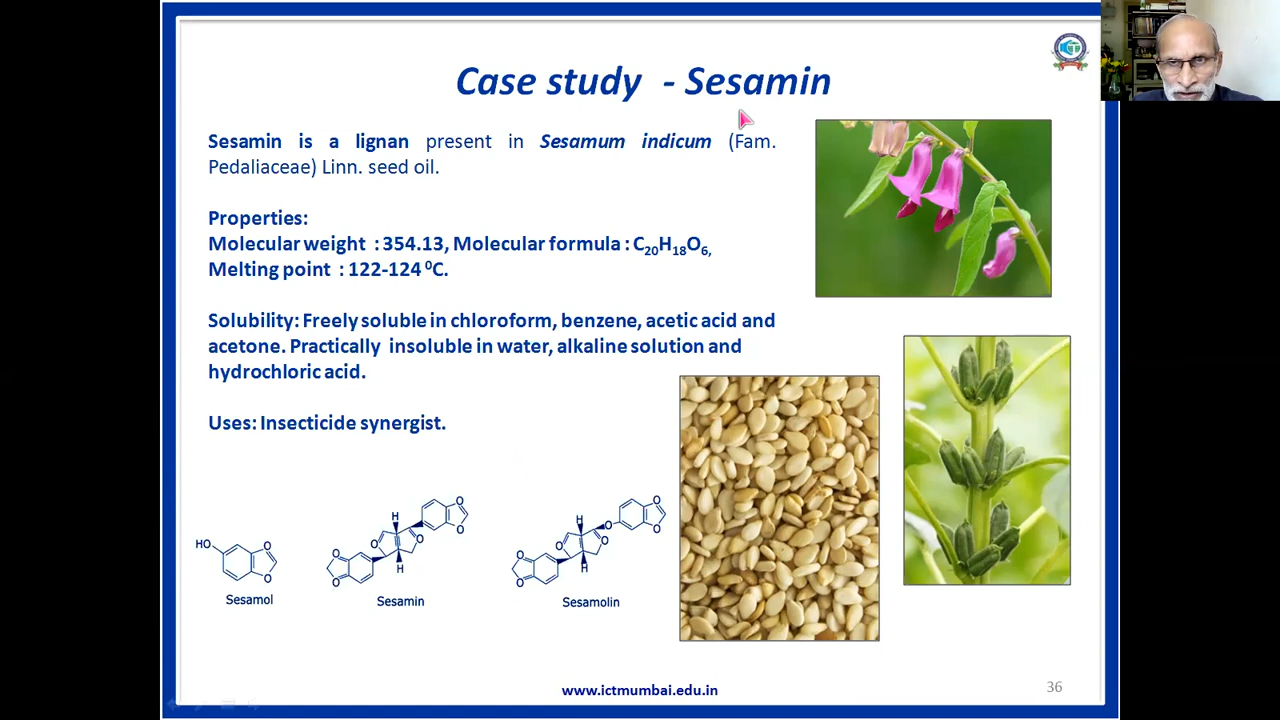 Case study - Sesamin
Sesamin is a lignan present in Sesamum indicum (Fam.
Pedaliaceae) Linn. seed oil.
Properties:
Molecular weight : 354.13, Molecular formula : C20H18O6,
Melting point : 122-124 0C.
Solubility: Freely soluble in chloroform, benzene, acetic acid and
acetone. Practically insoluble in water, alkaline solution and
hydrochloric acid.
Uses: Insecticide synergist.
HO
O
O
Sesamol
H
O
O
O
O
O
O
H
Sesamin
H
O
O
O
O
O
O
O
H
Sesamolin
www.ictmumbai.edu.in
36